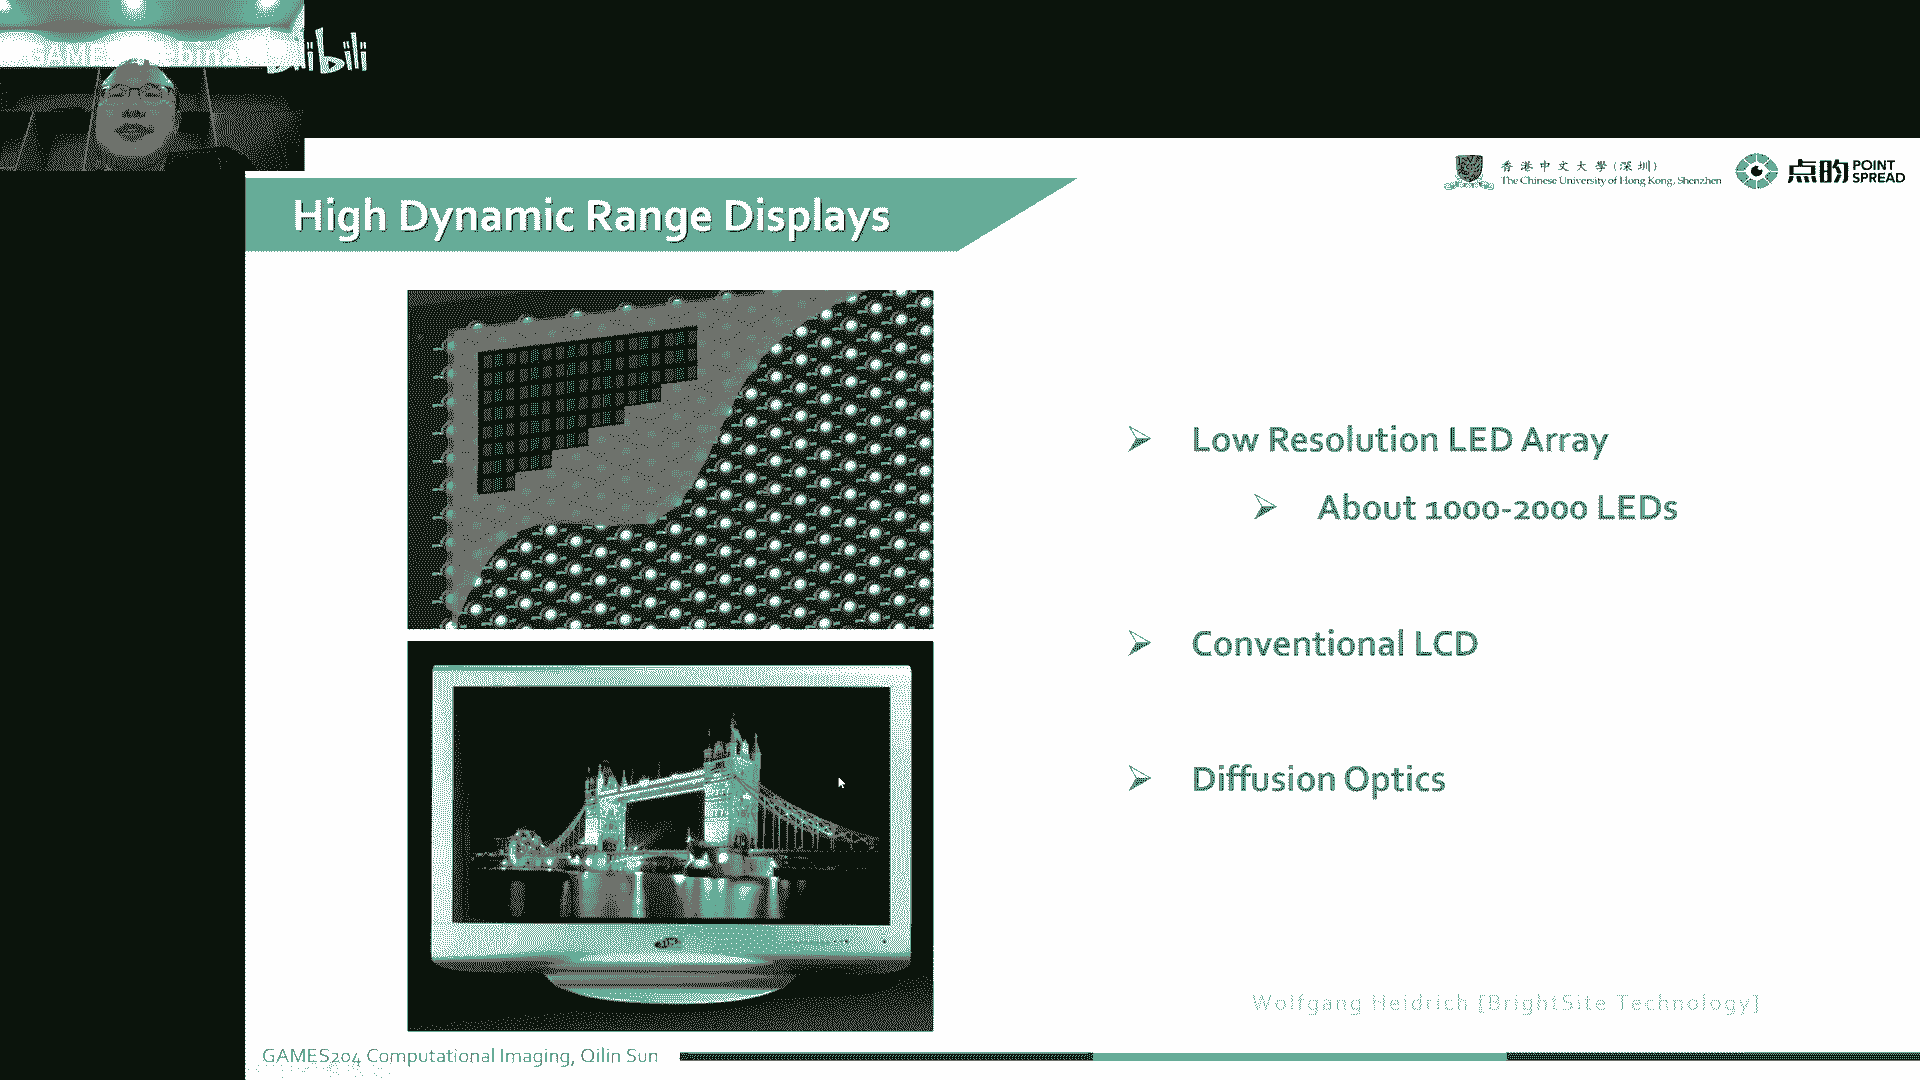 bilibili
香港中文大學(深圳)
The Chinese University of Hong Kong, Shenzhen
点昀 POINT SPREAD
High Dynamic Range Displays
Low Resolution LED Array
About 1000-2000 LEDs
Conventional LCD
Diffusion Optics
Wolfgang Heidrich [BrightSite Technology]
GAMES204 Computational Imaging, Qilin Sun